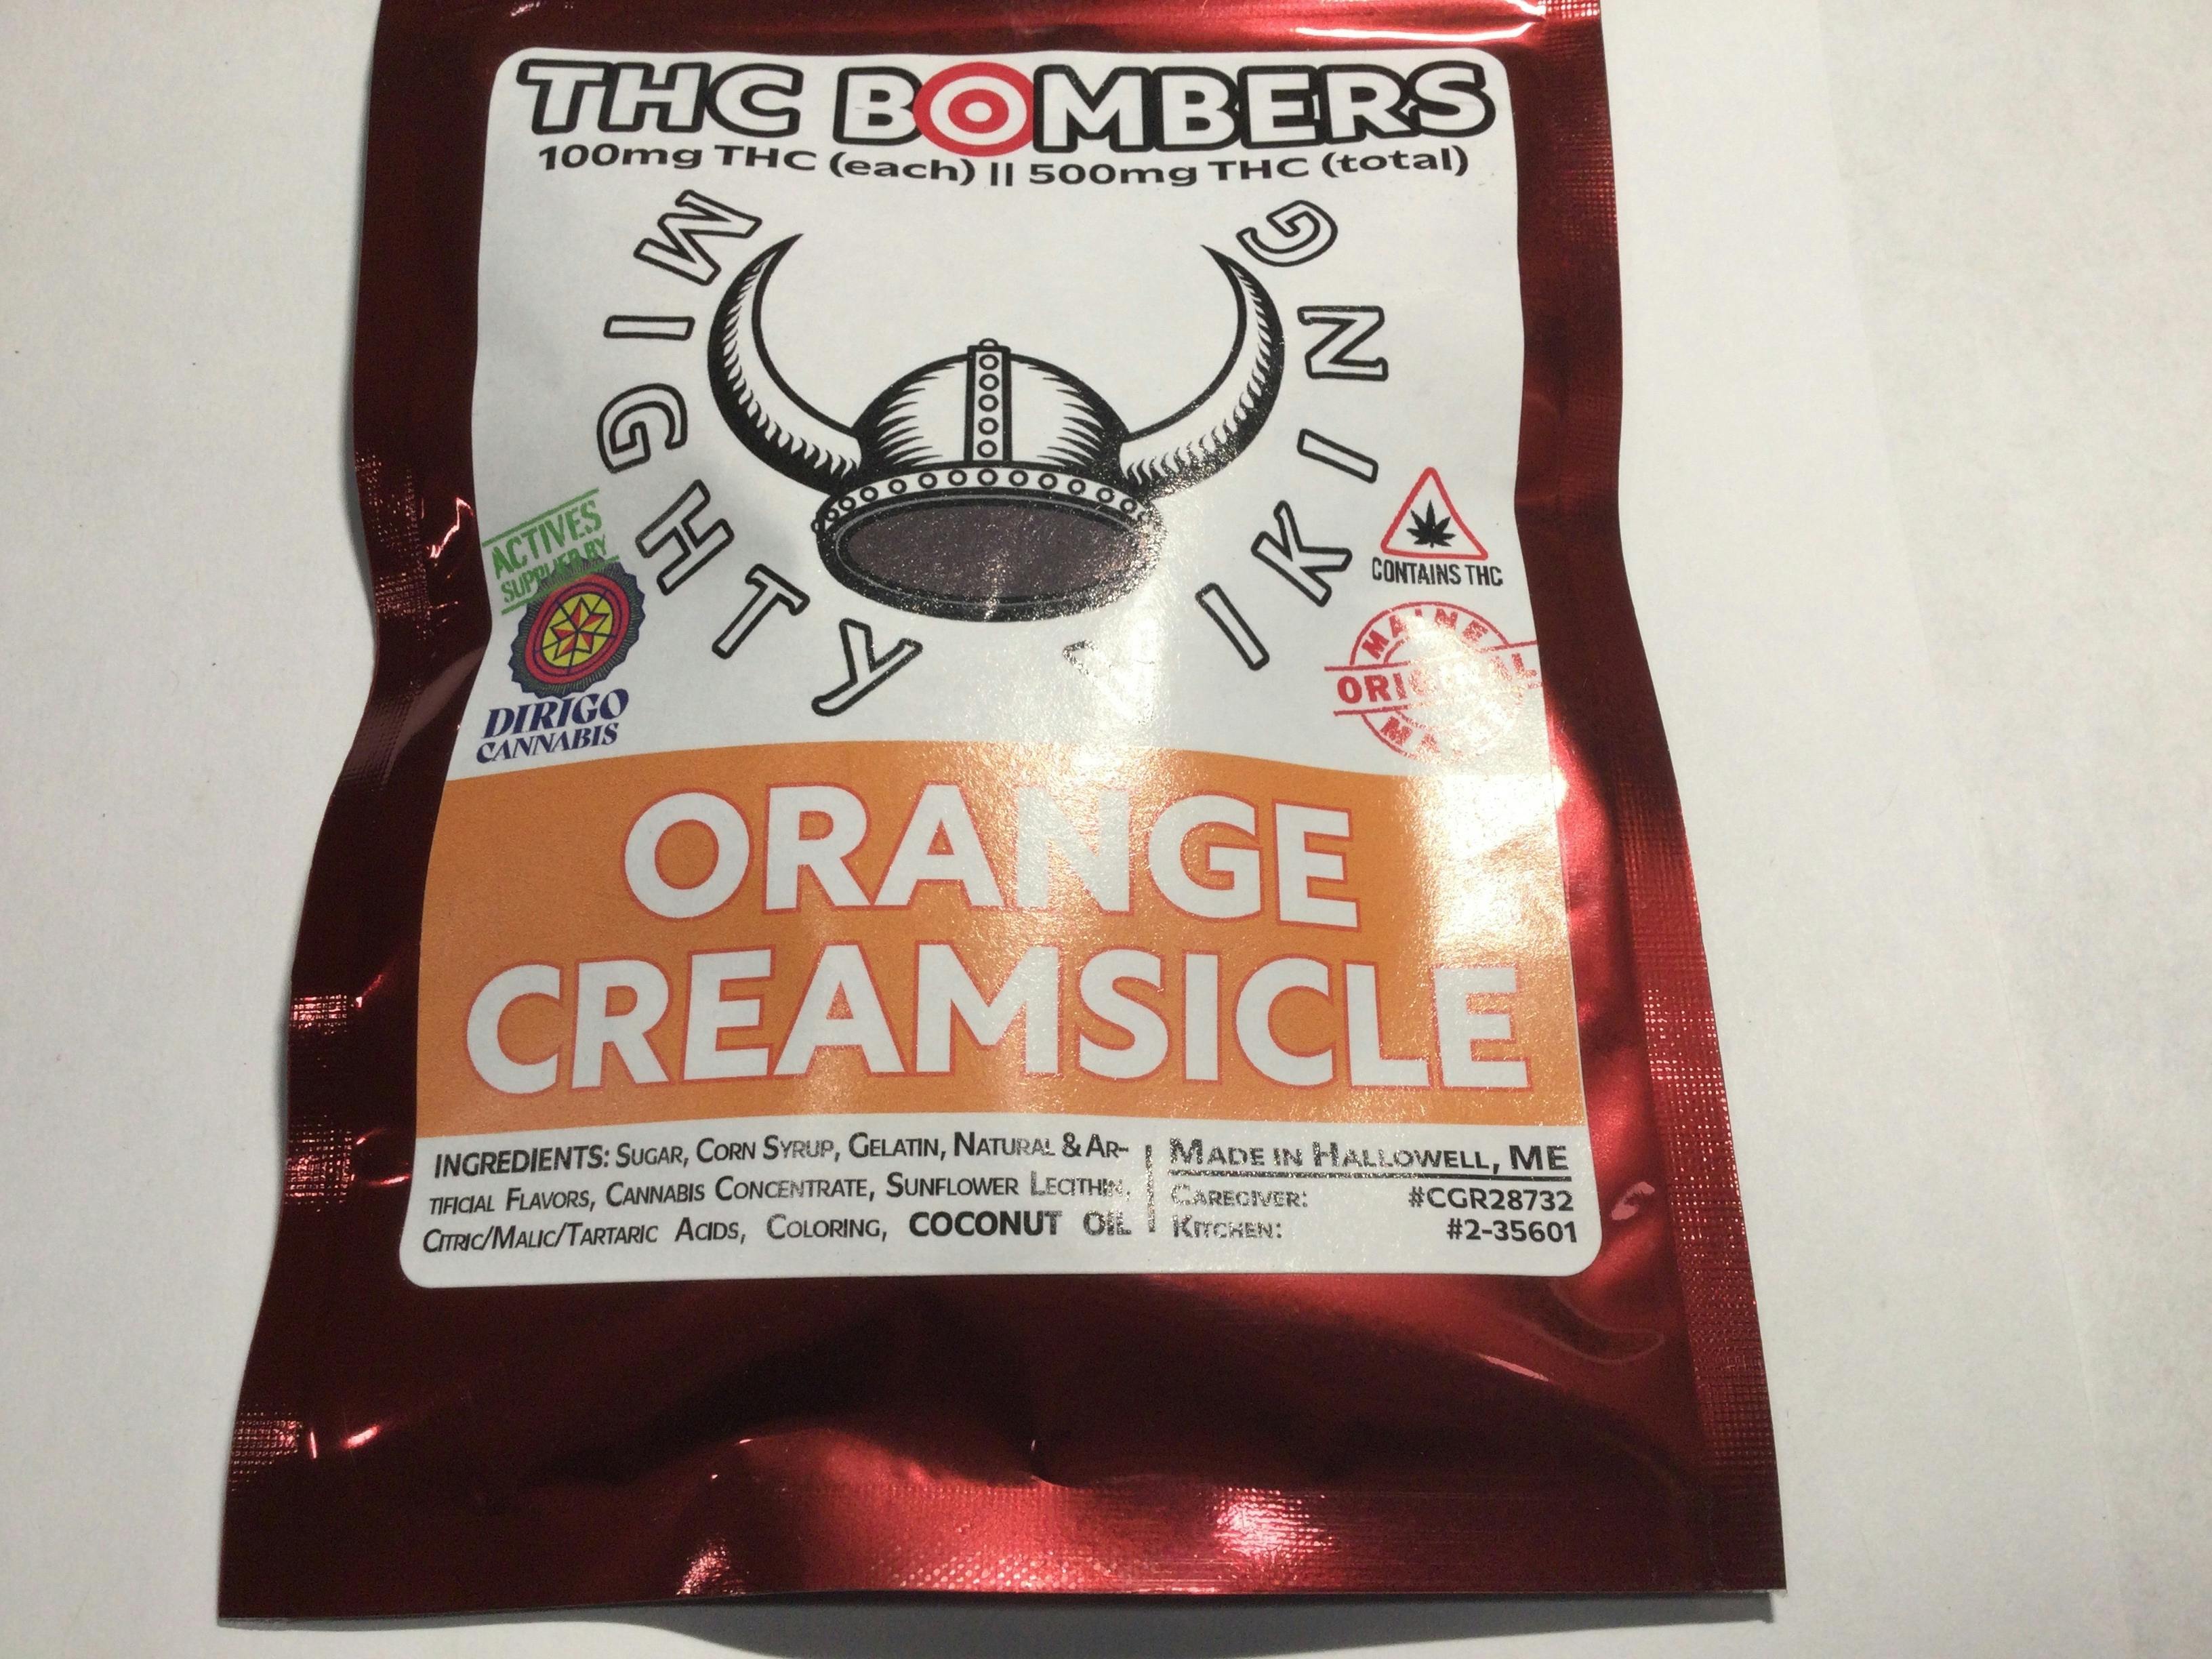 THC BOMBERS
100mg THC (each) || 500mg THC (total)
MIGHTY VIKING
ACTIVES
SUPPLIED BY
DIRIGO
CANNABIS
CONTAINS THC
MAINE
ORIGINAL
ORANGE
CREAMSICLE
INGREDIENTS: SUGAR, CORN SYRUP, GELATIN, NATURAL & AR-
TIFICIAL FLAVORS, CANNABIS CONCENTRATE, SUNFLOWER LECITHIN,
CITRIC/MALIC/TARTARIC ACIDS, COLORING, COCONUT OIL
MADE IN HALLOWELL, ME
CAREGIVER: #CGR28732
KITCHEN: #2-35601